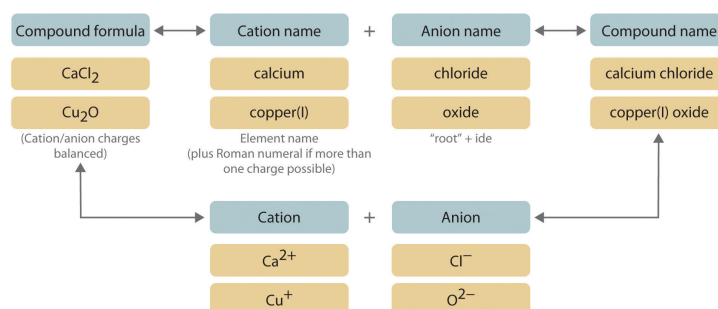 Compound formula
Cation name
+
Anion name
Compound name
CaCl₂
calcium
chloride
calcium chloride
Cu₂O
copper(I)
oxide
copper(I) oxide
(Cation/anion charges
balanced)
Element name
(plus Roman numeral if more than
one charge possible)
"root" + ide
Cation
+
Anion
Ca²⁺
Cl⁻
Cu⁺
O²⁻